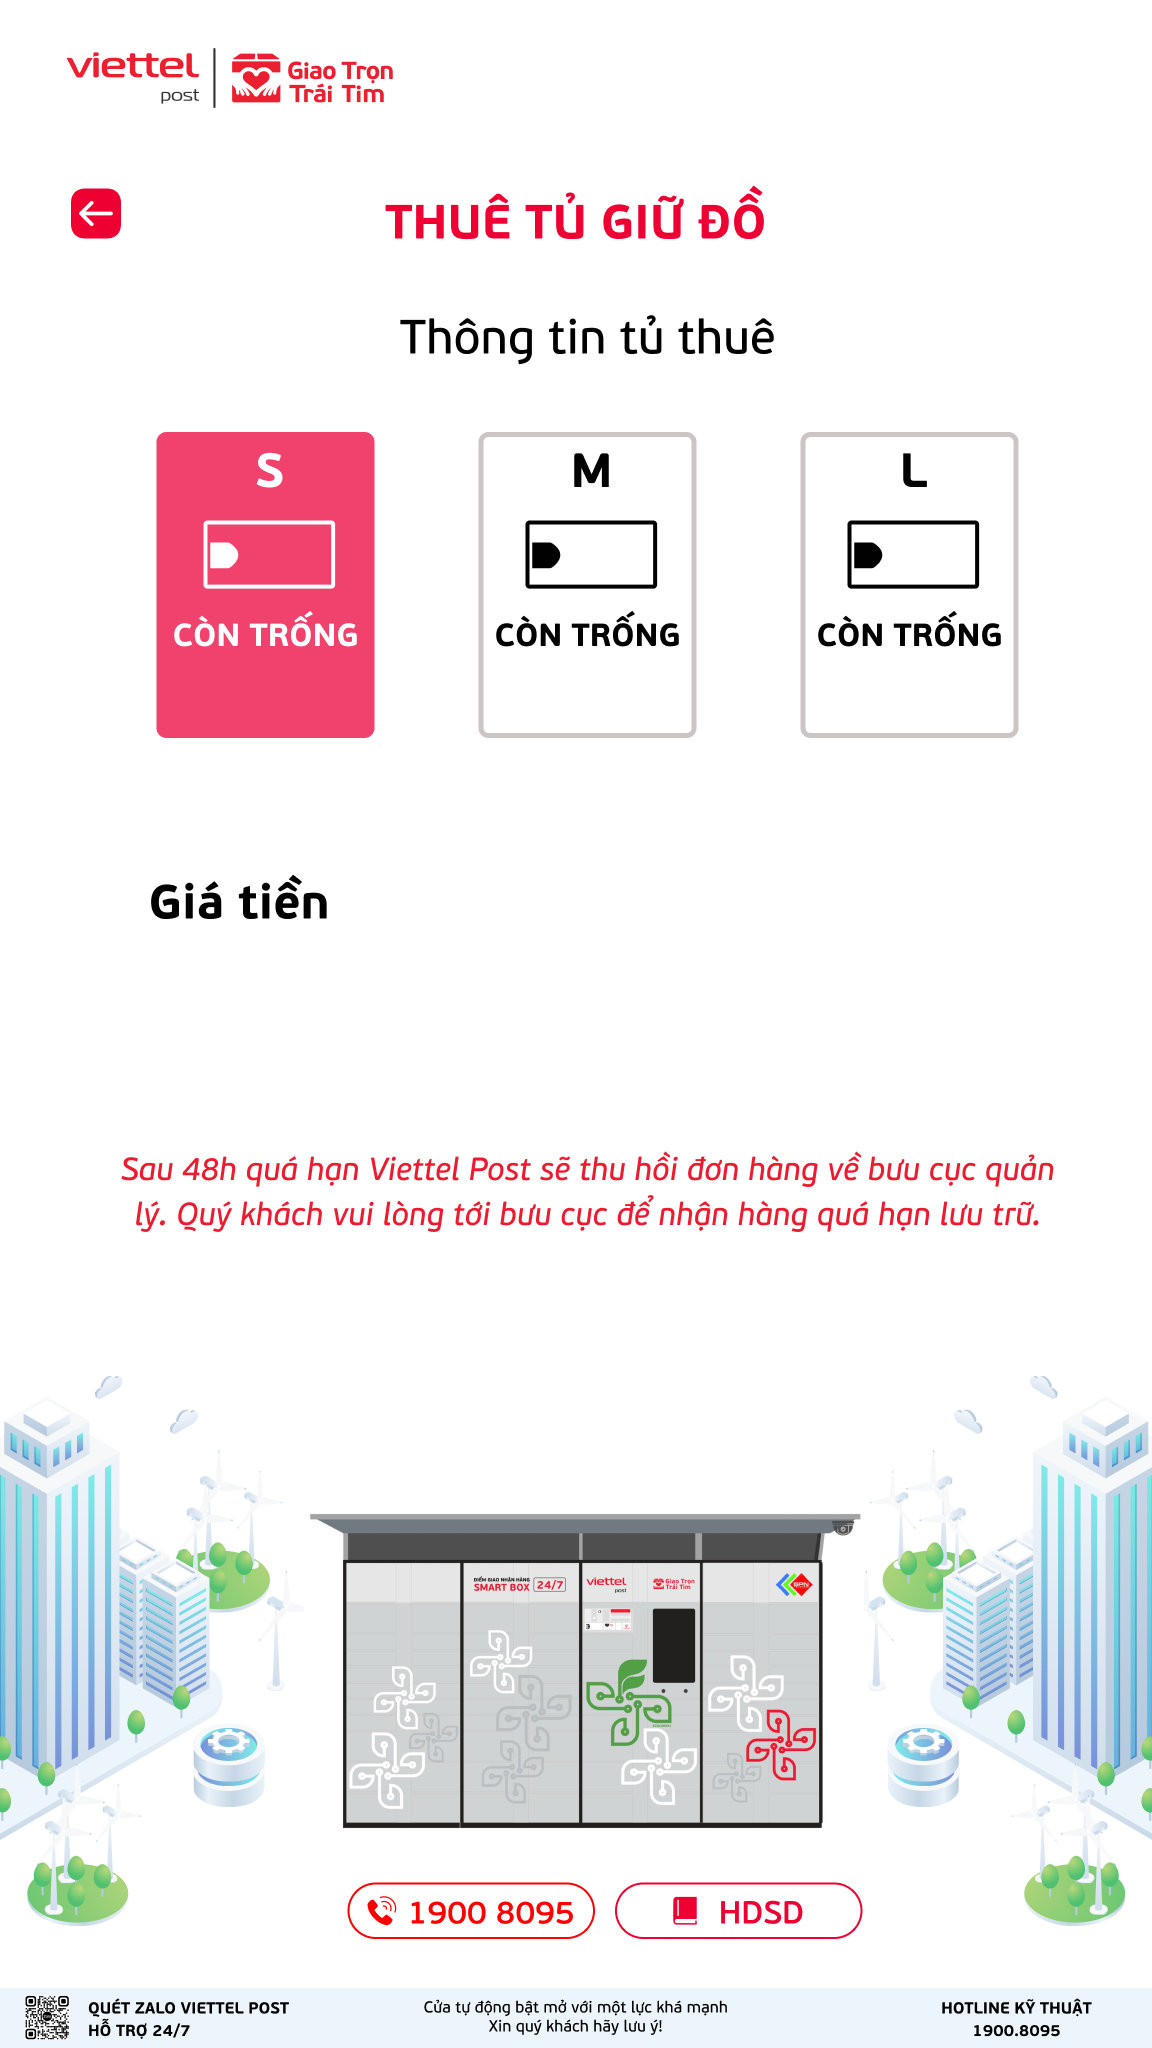 viettel
post
Giao Trọn
Trái Tim
THUÊ TỦ GIỮ ĐỒ
Thông tin tủ thuê
S
M
L
CÒN TRỐNG
CÒN TRỐNG
CÒN TRỐNG
Giá tiền
Sau 48h quá hạn Viettel Post sẽ thu hồi đơn hàng về bưu cục quản
lý. Quý khách vui lòng tới bưu cục để nhận hàng quá hạn lưu trữ.
ĐIỂM GIAO NHẬN HÀNG
SMART BOX 24/7
viettel
post
Giao Trọn
Trái Tim
1900 8095
HDSD
QUÉT ZALO VIETTEL POST
HỖ TRỢ 24/7
Cửa tự động bật mở với một lực khá mạnh
Xin quý khách hãy lưu ý!
HOTLINE KỸ THUẬT
1900.8095